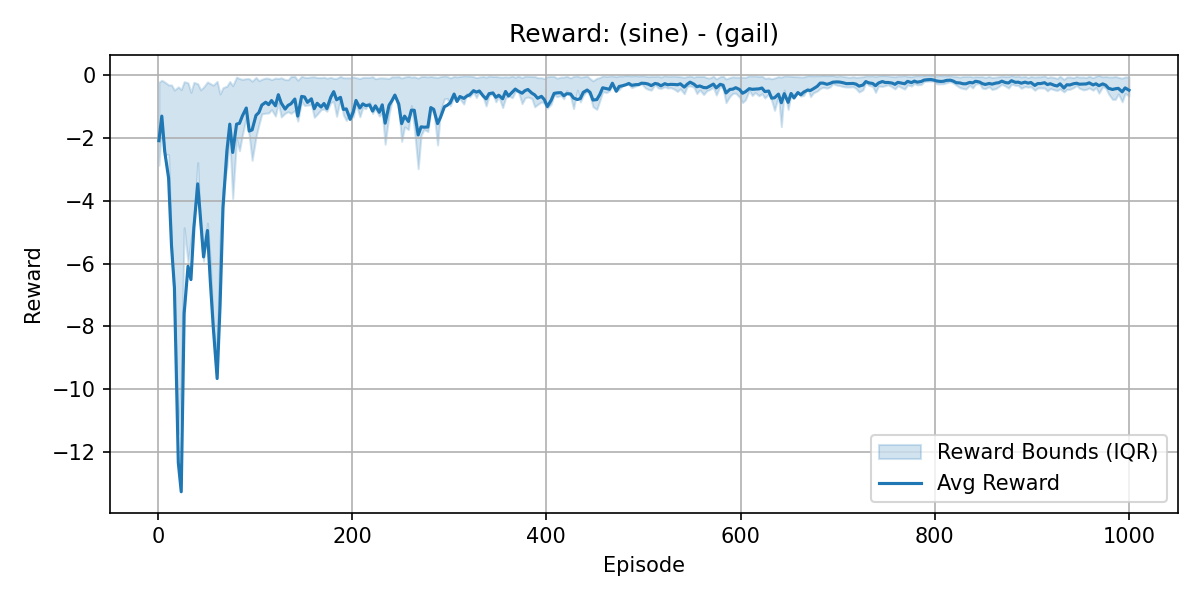 Reward: (sine) - (gail)
Reward
0
−2
−4
−6
−8
−10
−12
Reward Bounds (IQR)
Avg Reward
0 200 400 600 800 1000
Episode